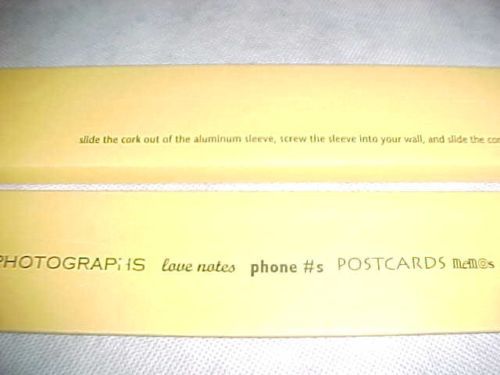 slide the cork out of the aluminum sleeve, screw the sleeve into your wall, and slide the cor
PHOTOGRAPHS love notes phone #s POSTCARDS MeMOs